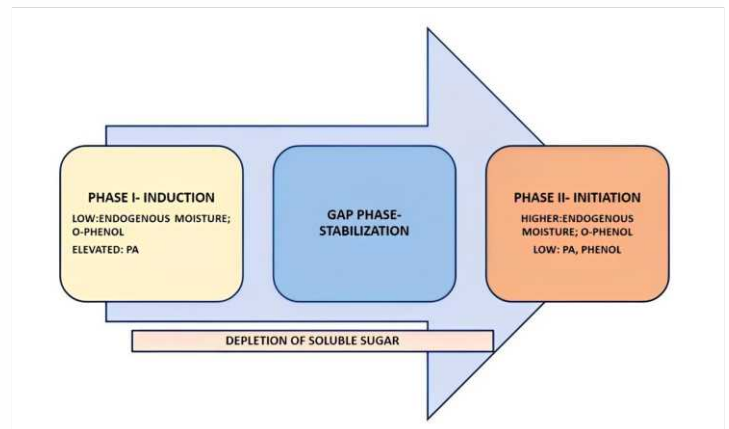 PHASE I- INDUCTION
LOW:ENDOGENOUS MOISTURE;
O-PHENOL
ELEVATED: PA
GAP PHASE-
STABILIZATION
PHASE II- INITIATION
HIGHER:ENDOGENOUS
MOISTURE; O-PHENOL
LOW: PA, PHENOL
DEPLETION OF SOLUBLE SUGAR